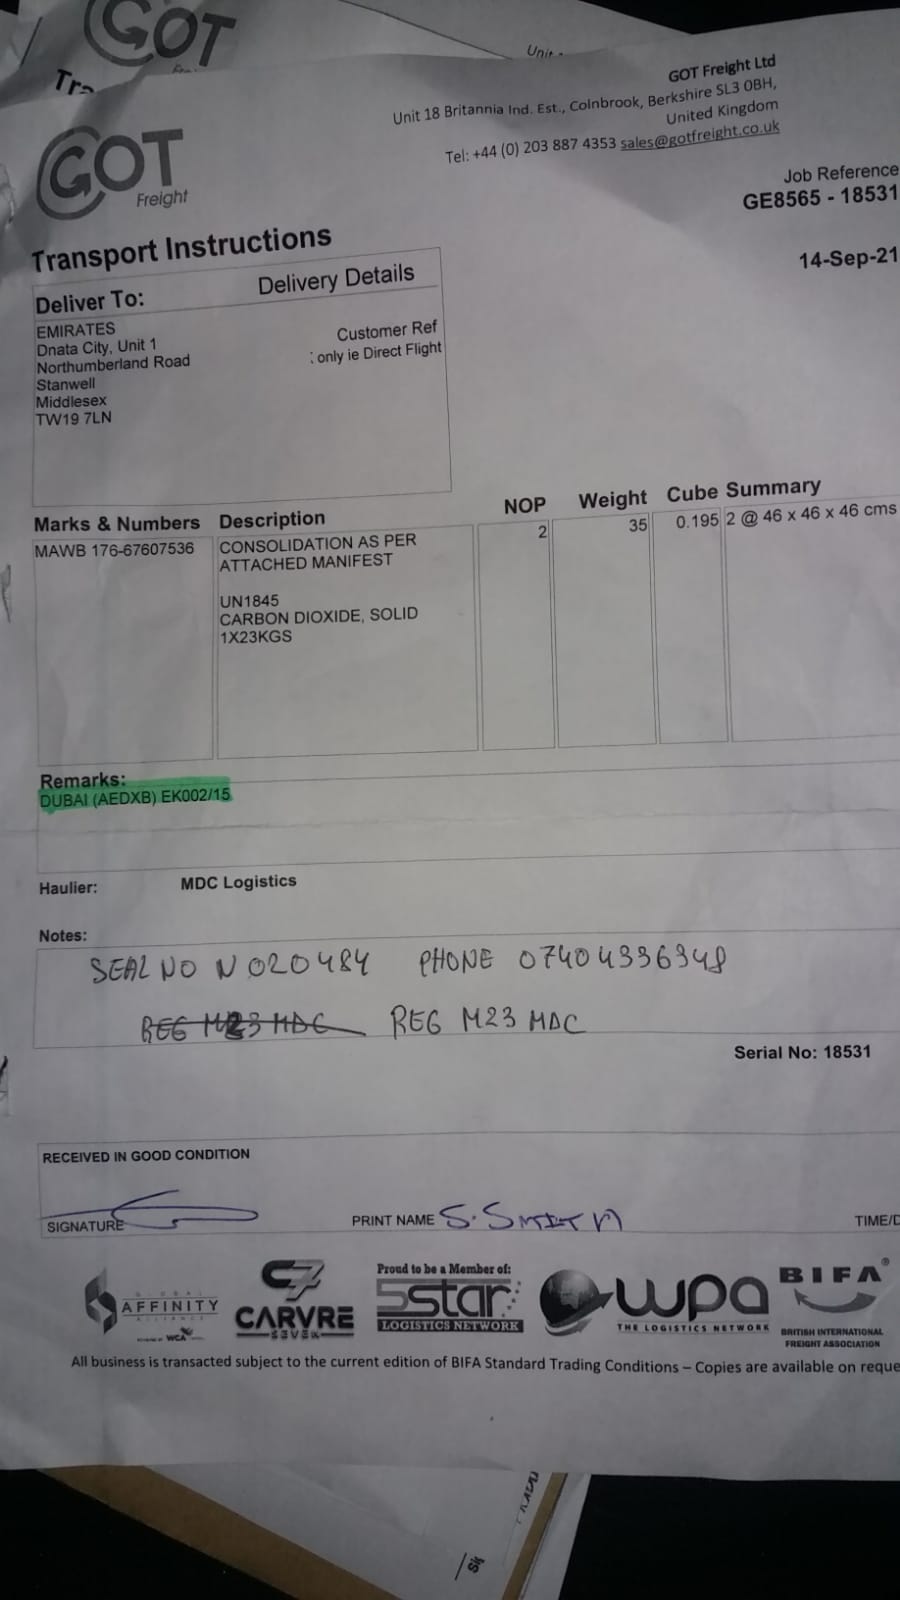 GOT
Unit
Tra
GOT Freight Ltd
Unit 18 Britannia Ind. Est., Colnbrook, Berkshire SL3 0BH,
United Kingdom
Tel: +44 (0) 203 887 4353 sales@gotfreight.co.uk
GOT
Freight
Job Reference
GE8565 - 18531
Transport Instructions
14-Sep-21
Deliver To:
Delivery Details
EMIRATES
Dnata City, Unit 1
Northumberland Road
Stanwell
Middlesex
TW19 7LN
Customer Ref
: only ie Direct Flight
Marks & Numbers Description NOP Weight Cube Summary
MAWB 176-67607536 CONSOLIDATION AS PER 2 35 0.195 2 @ 46 x 46 x 46 cms
ATTACHED MANIFEST
UN1845
CARBON DIOXIDE, SOLID
1X23KGS
Remarks:
DUBAI (AEDXB) EK002/15
Haulier: MDC Logistics
Notes:
SEAL NO N020484 PHONE 07404336348
REG M23 MDC REG M23 MDC
Serial No: 18531
RECEIVED IN GOOD CONDITION
SIGNATURE
PRINT NAME S. SMITH
TIME/D
GLOBAL
AFFINITY
ALLIANCE
POWERED BY WCA
C7
CARVRE
SEVEN
Proud to be a Member of:
5star
LOGISTICS NETWORK
wpa
THE LOGISTICS NETWORK
BIFA®
BRITISH INTERNATIONAL
FREIGHT ASSOCIATION
All business is transacted subject to the current edition of BIFA Standard Trading Conditions – Copies are available on reque